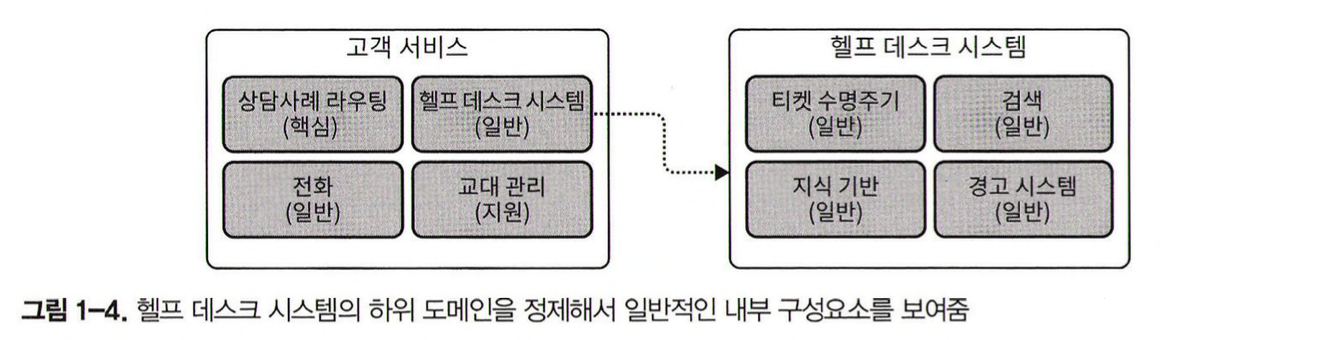 고객 서비스
상담사례 라우팅
(핵심)
헬프 데스크 시스템
(일반)
전화
(일반)
교대 관리
(지원)
헬프 데스크 시스템
티켓 수명주기
(일반)
검색
(일반)
지식 기반
(일반)
경고 시스템
(일반)
그림 1-4. 헬프 데스크 시스템의 하위 도메인을 정제해서 일반적인 내부 구성요소를 보여줌